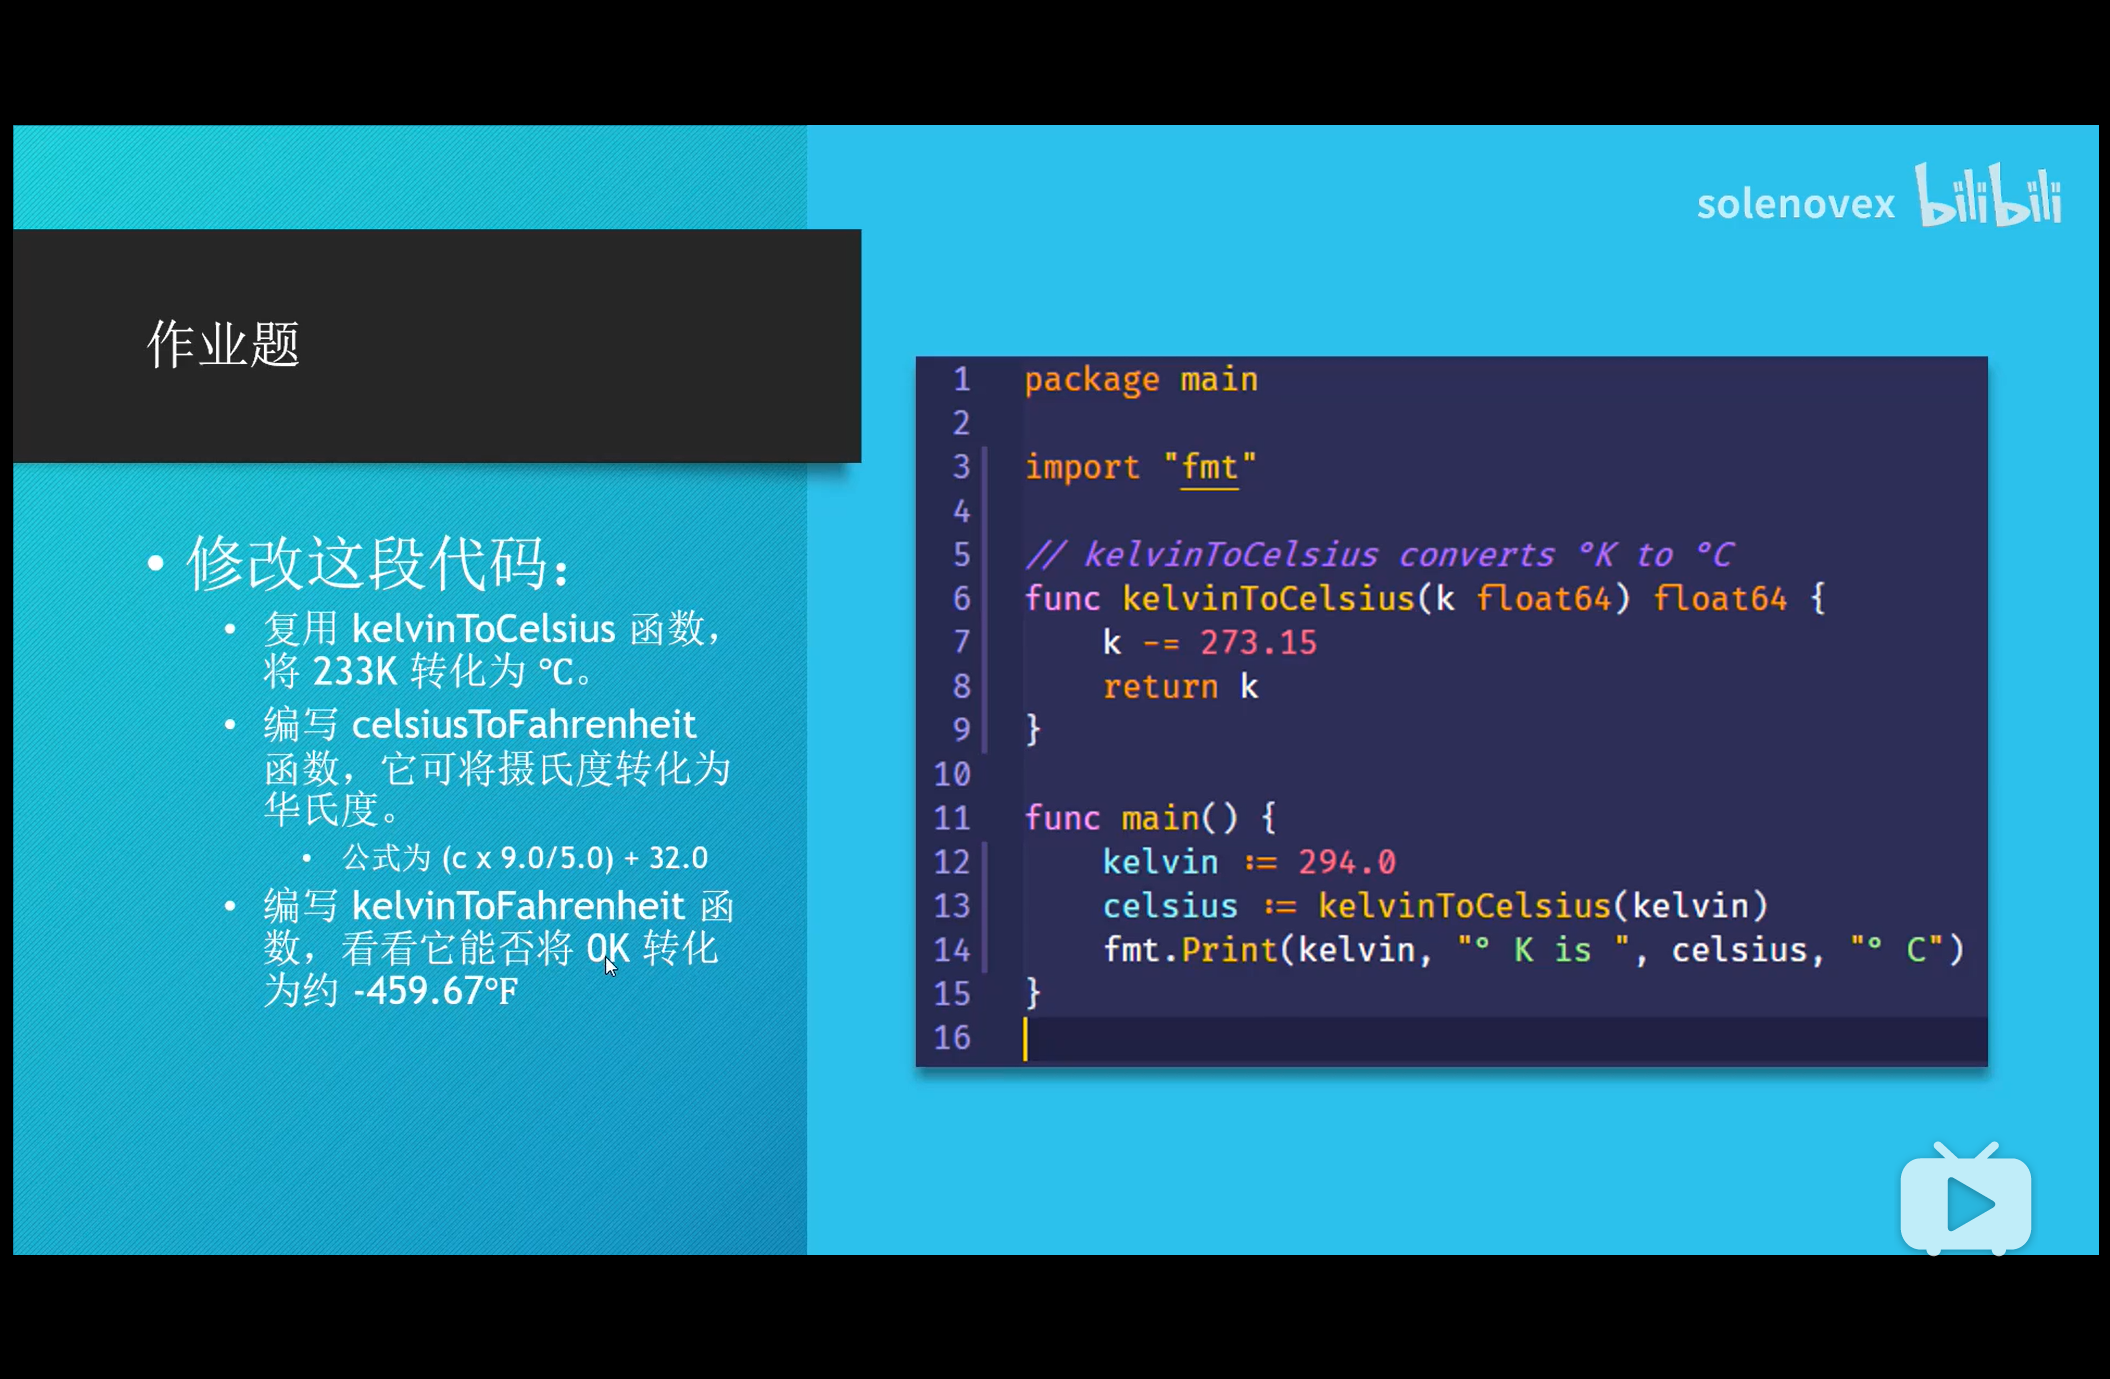 solenovex bilibili
作业题
• 修改这段代码：
• 复用 kelvinToCelsius 函数，
将 233K 转化为 ℃。
• 编写 celsiusToFahrenheit
函数，它可将摄氏度转化为
华氏度。
• 公式为 (c x 9.0/5.0) + 32.0
• 编写 kelvinToFahrenheit 函
数，看看它能否将 0K 转化
为约 -459.67°F
1 package main
2
3 import "fmt"
4
5 // kelvinToCelsius converts °K to °C
6 func kelvinToCelsius(k float64) float64 {
7 k -= 273.15
8 return k
9 }
10
11 func main() {
12 kelvin := 294.0
13 celsius := kelvinToCelsius(kelvin)
14 fmt.Print(kelvin, "° K is ", celsius, "° C")
15 }
16